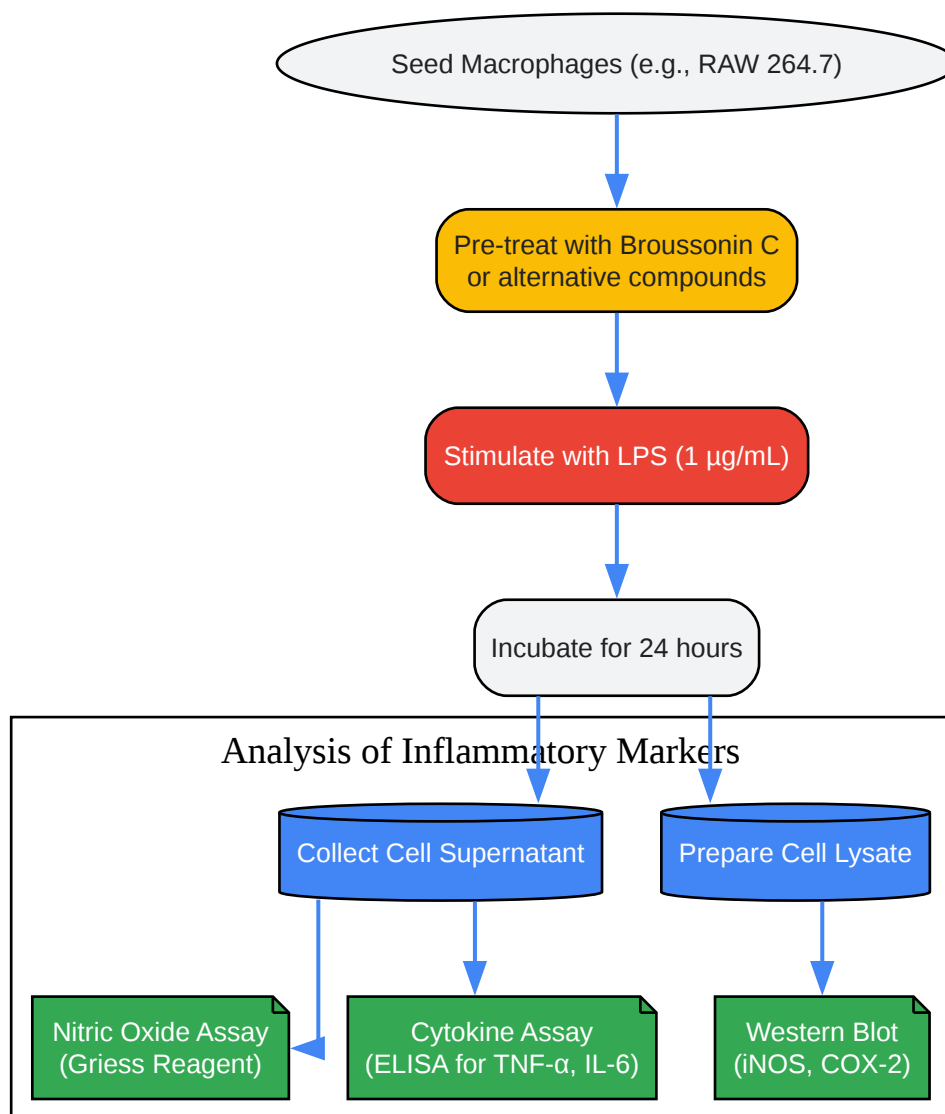 Seed Macrophages (e.g., RAW 264.7)
Pre-treat with Broussonin C
or alternative compounds
Stimulate with LPS (1 µg/mL)
Incubate for 24 hours
Analysis of Inflammatory Markers
Collect Cell Supernatant
Prepare Cell Lysate
Nitric Oxide Assay
(Griess Reagent)
Cytokine Assay
(ELISA for TNF-α, IL-6)
Western Blot
(iNOS, COX-2)